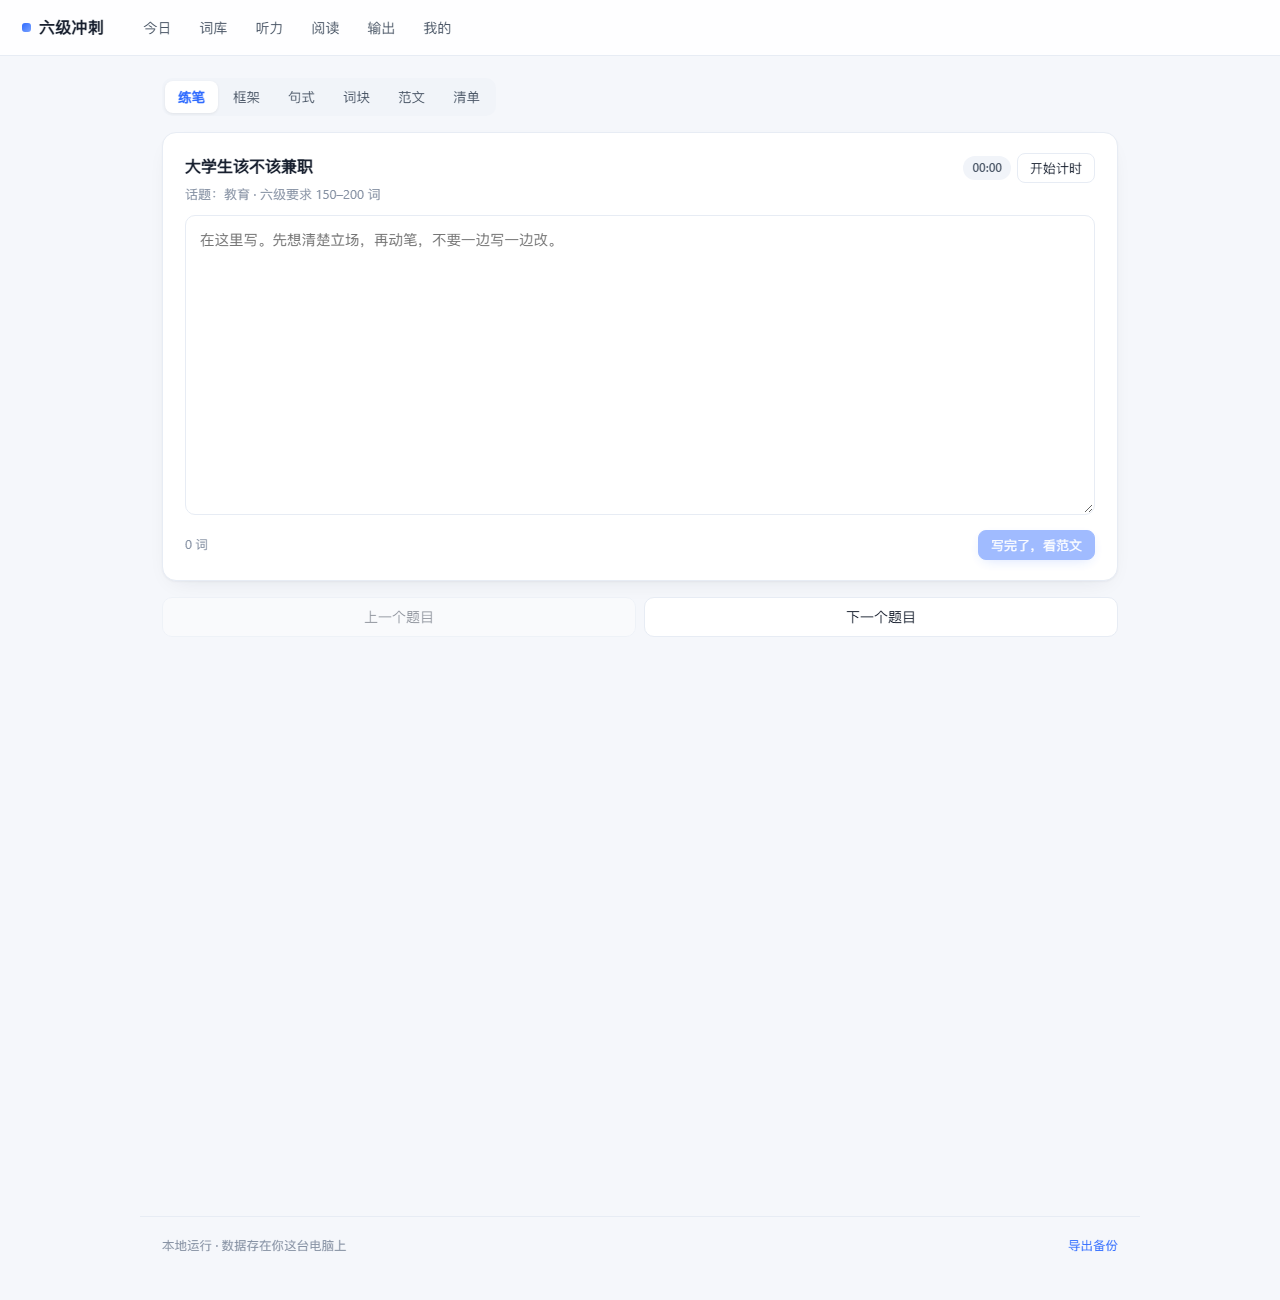 六级冲刺
今日 词库 听力 阅读 输出 我的
练笔 框架 句式 词块 范文 清单
大学生该不该兼职
00:00 开始计时
话题：教育 · 六级要求 150–200 词
在这里写。先想清楚立场，再动笔，不要一边写一边改。
0 词
写完了，看范文
上一个题目 下一个题目
本地运行 · 数据存在你这台电脑上
导出备份